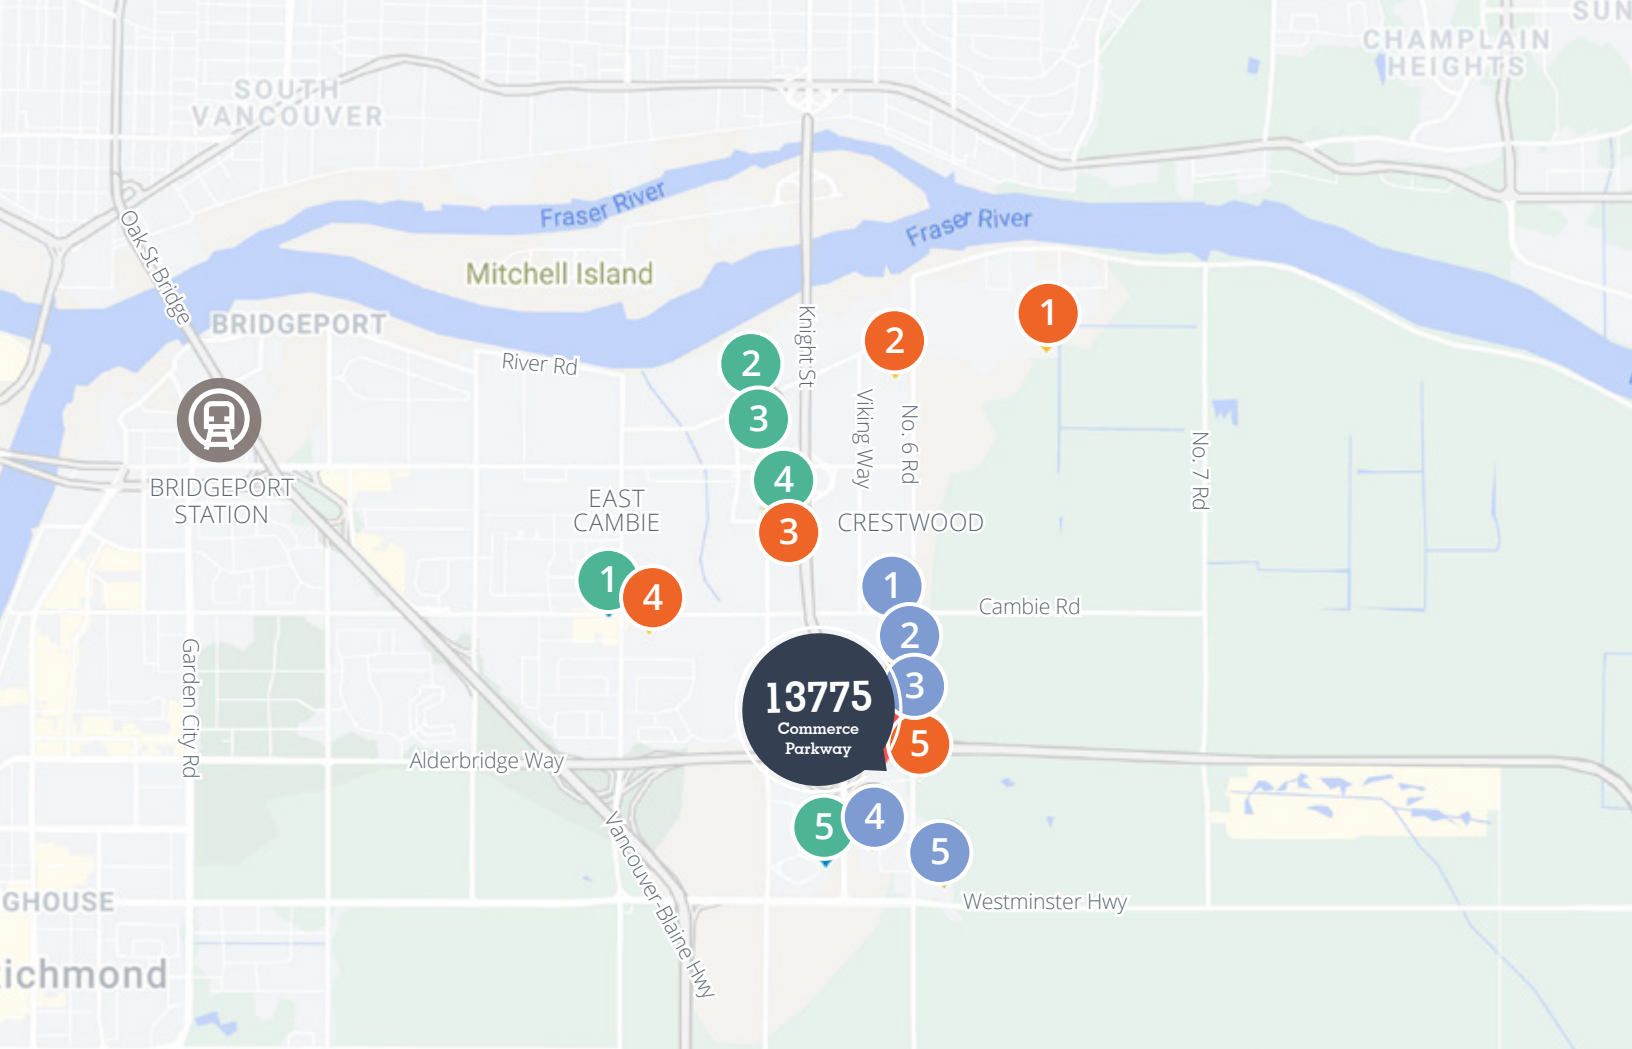 SUN
CHAMPLAIN
HEIGHTS
SOUTH
VANCOUVER
Fraser River
Fraser River
Oak St Bridge
Mitchell Island
BRIDGEPORT
1
2
Knight St
River Rd
2
3
Viking Way
No. 6 Rd
No. 7 Rd
4
BRIDGEPORT
STATION
EAST
CAMBIE
3
CRESTWOOD
1
4
1
Cambie Rd
2
3
Garden City Rd
13775
Commerce
Parkway
5
Alderbridge Way
5
4
5
Vancouver-Blaine Hwy
GHOUSE
Westminster Hwy
ichmond